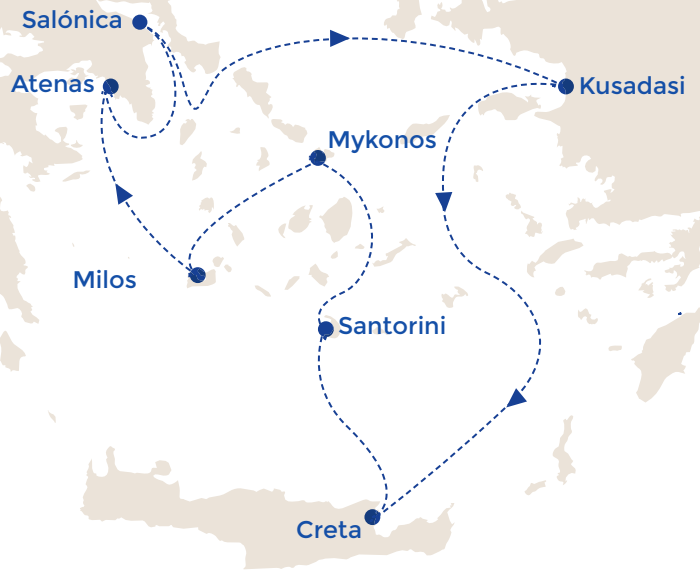 Salónica
Atenas
Kusadasi
Mykonos
Milos
Santorini
Creta